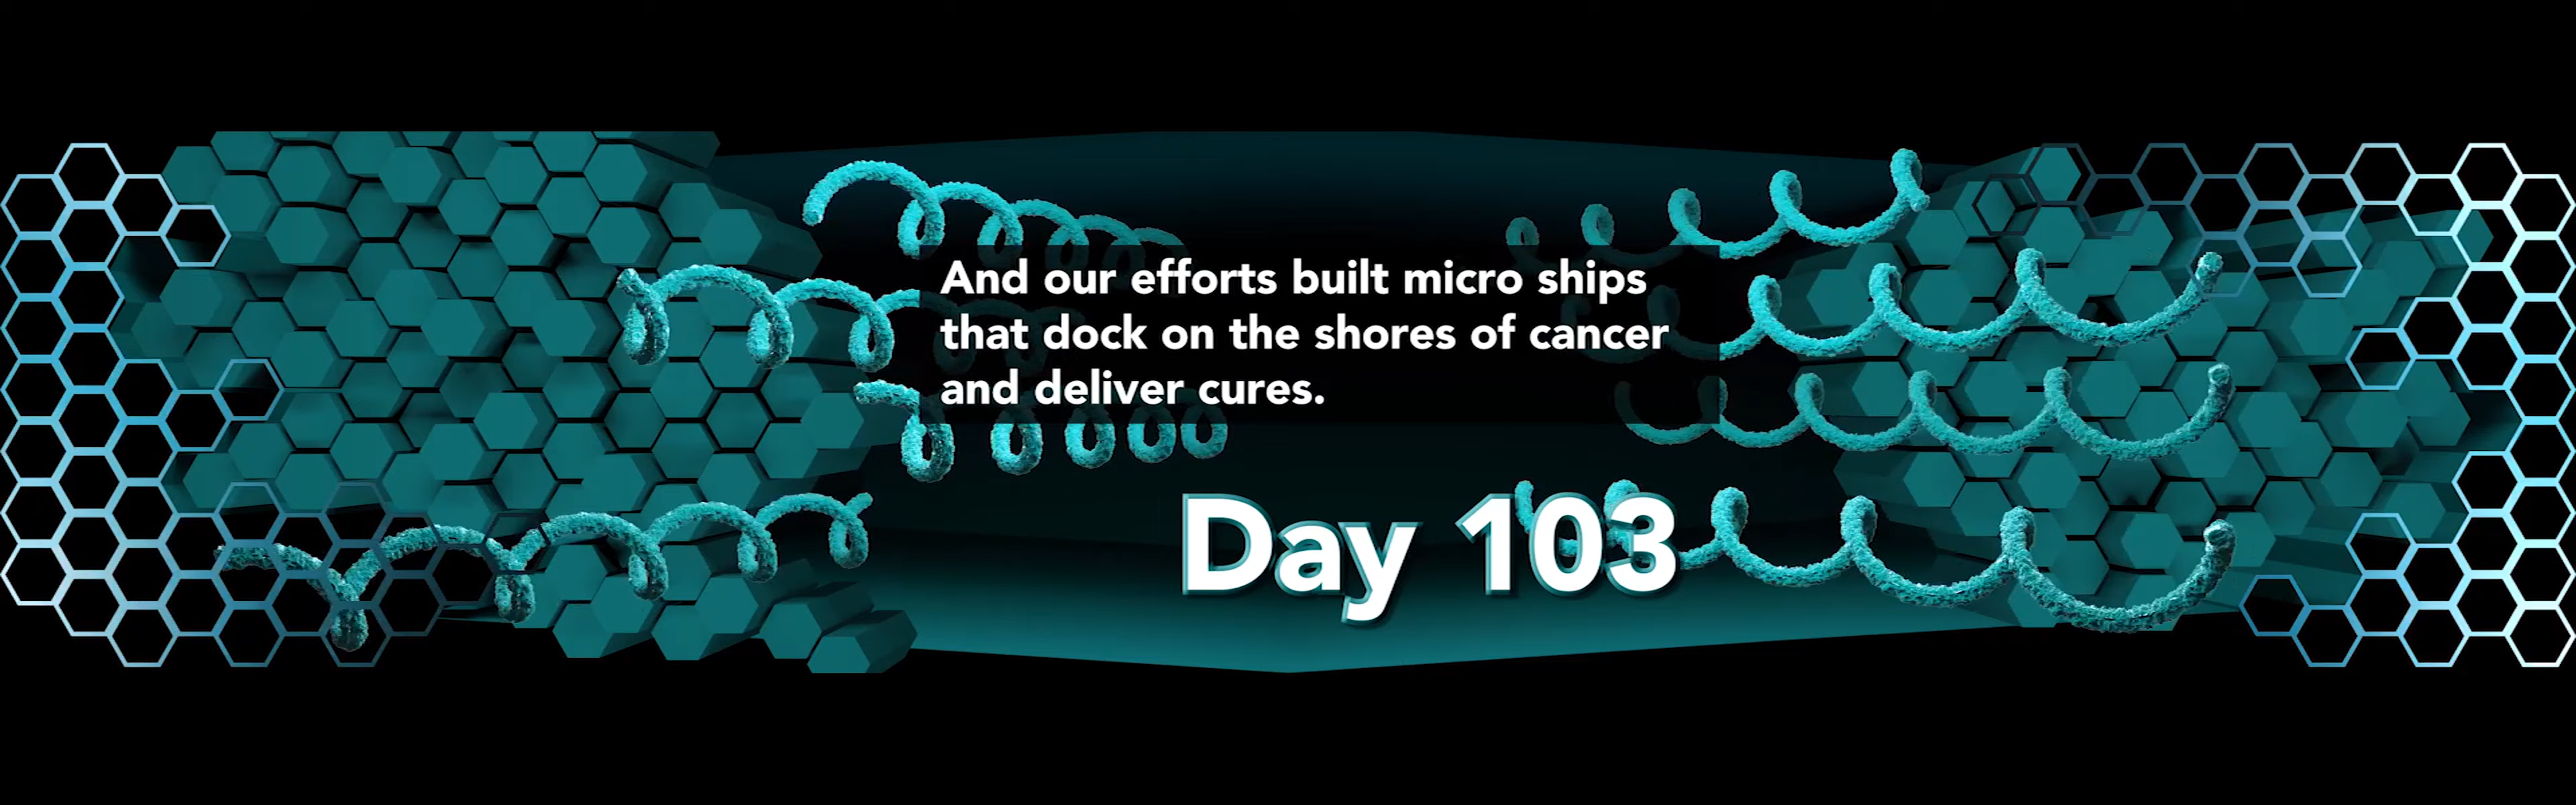 And our efforts built micro ships
that dock on the shores of cancer
and deliver cures.
Day 103